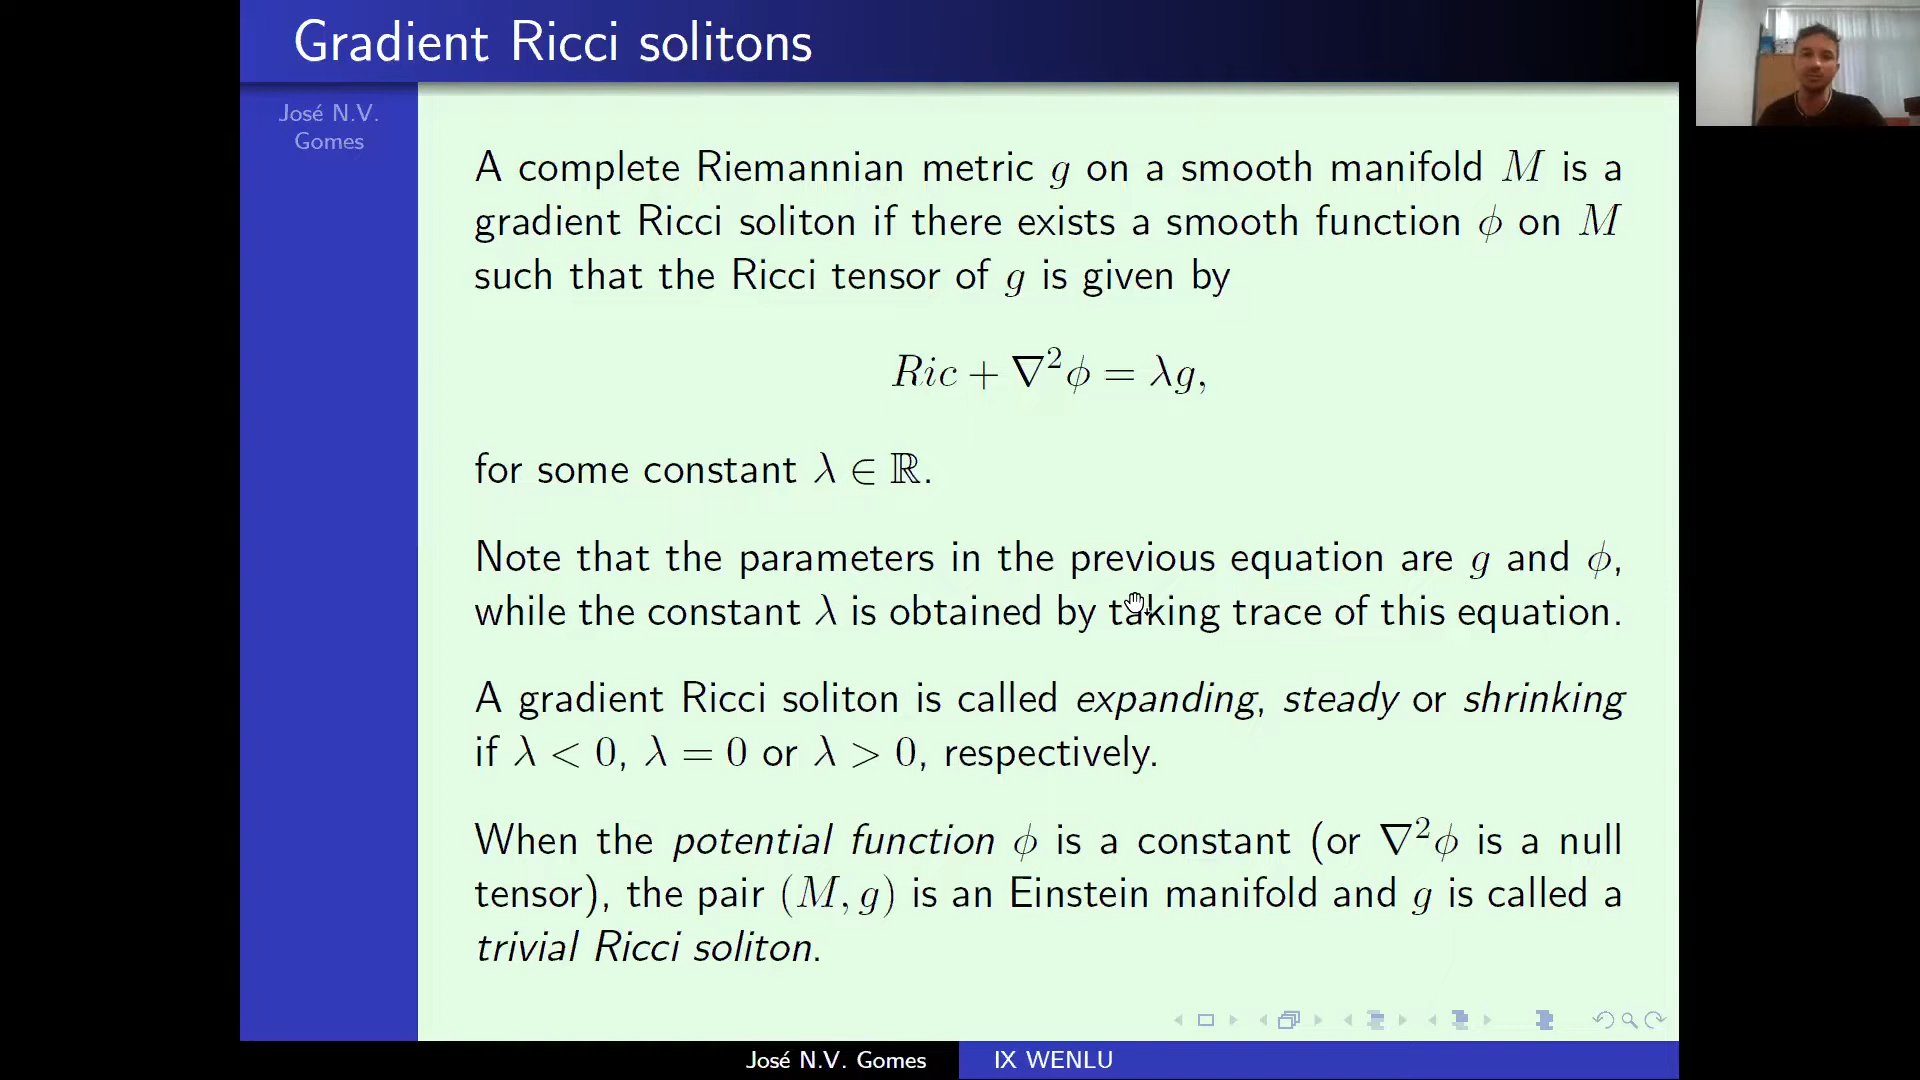 Gradient Ricci solitons
José N.V.
Gomes
A complete Riemannian metric g on a smooth manifold M is a
gradient Ricci soliton if there exists a smooth function ϕ on M
such that the Ricci tensor of g is given by
Ric + ∇²ϕ = λg,
for some constant λ ∈ ℝ.
Note that the parameters in the previous equation are g and ϕ,
while the constant λ is obtained by taking trace of this equation.
A gradient Ricci soliton is called expanding, steady or shrinking
if λ < 0, λ = 0 or λ > 0, respectively.
When the potential function ϕ is a constant (or ∇²ϕ is a null
tensor), the pair (M, g) is an Einstein manifold and g is called a
trivial Ricci soliton.
José N.V. Gomes
IX WENLU